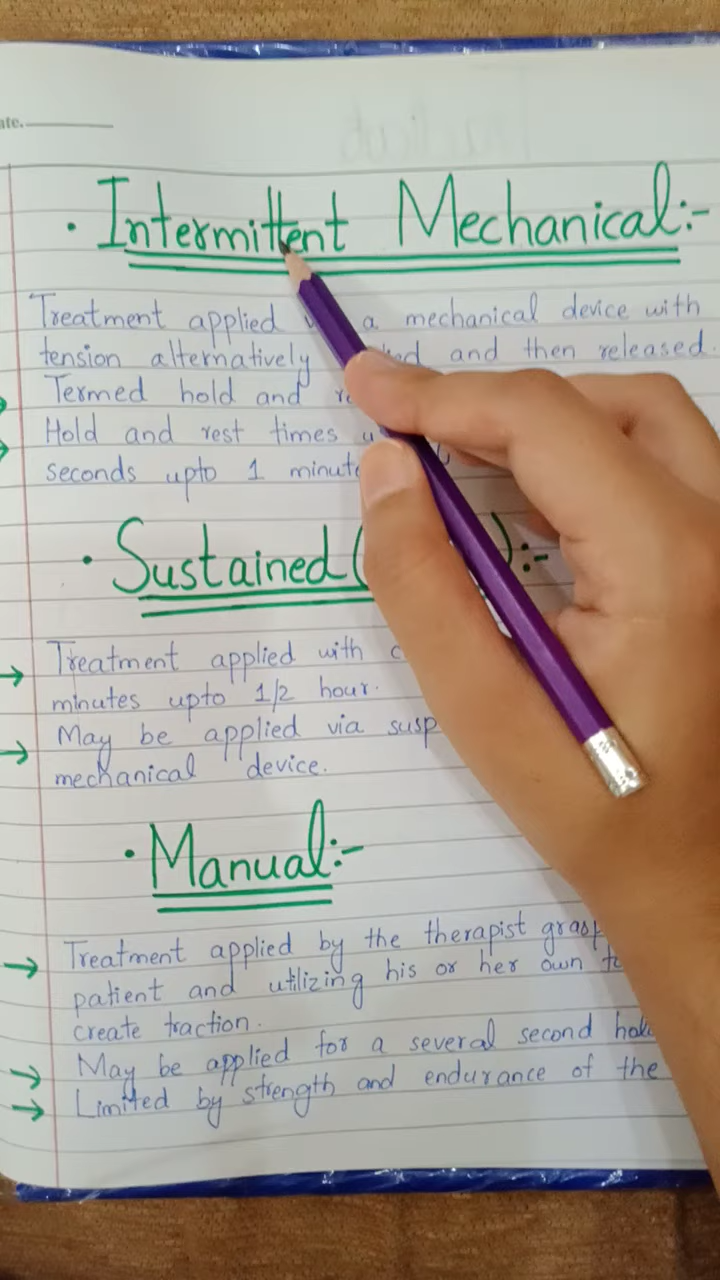 ate.
· Intermittent Mechanical:-
Treatment applied a mechanical device with
tension alternatively and then released.
Termed hold and
Hold and rest times
seconds upto 1 minute
· Sustained ( ):-
→ Treatment applied with
minutes upto 1/2 hour.
→ May be applied via
mechanical device.
· Manual:-
→ Treatment applied by the therapist
patient and utilizing his or her own
create traction.
→ May be applied for a several second
→ Limited by strength and endurance of the